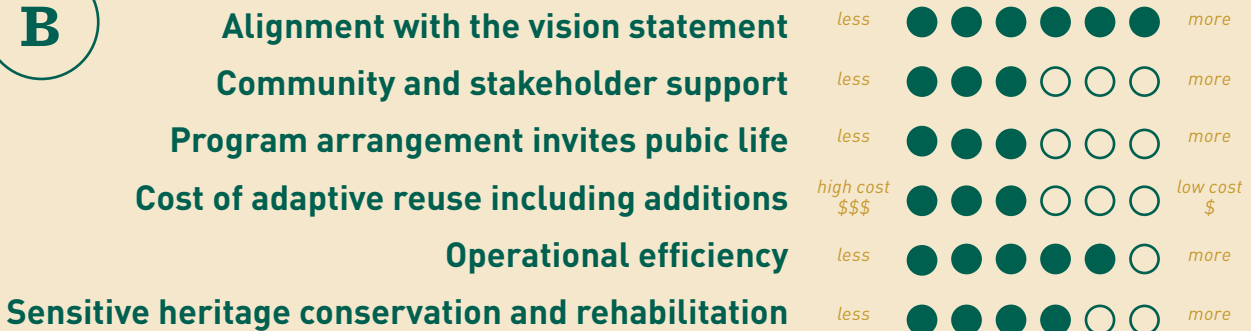 B
Alignment with the vision statement less more
Community and stakeholder support less more
Program arrangement invites pubic life less more
Cost of adaptive reuse including additions high cost low cost
$$$ $
Operational efficiency less more
Sensitive heritage conservation and rehabilitation less more